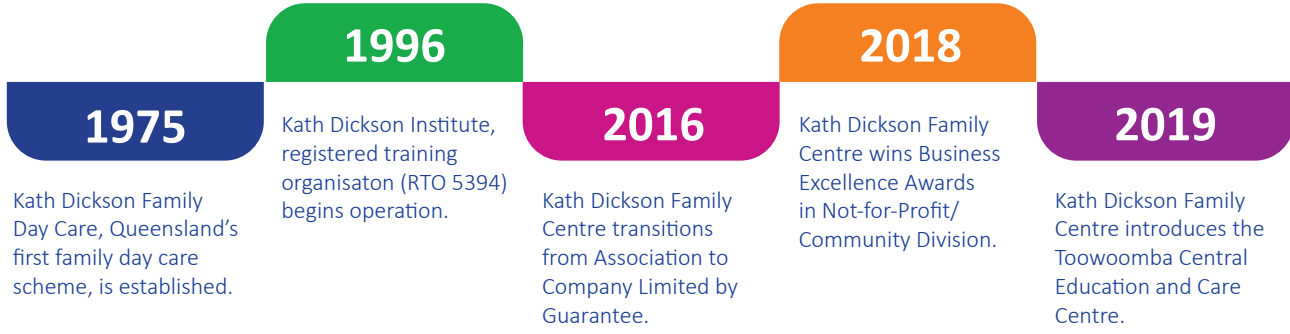 1975
Kath Dickson Family
Day Care, Queensland’s
first family day care
scheme, is established.
1996
Kath Dickson Institute,
registered training
organisaton (RTO 5394)
begins operation.
2016
Kath Dickson Family
Centre transitions
from Association to
Company Limited by
Guarantee.
2018
Kath Dickson Family
Centre wins Business
Excellence Awards
in Not-for-Profit/
Community Division.
2019
Kath Dickson Family
Centre introduces the
Toowoomba Central
Education and Care
Centre.